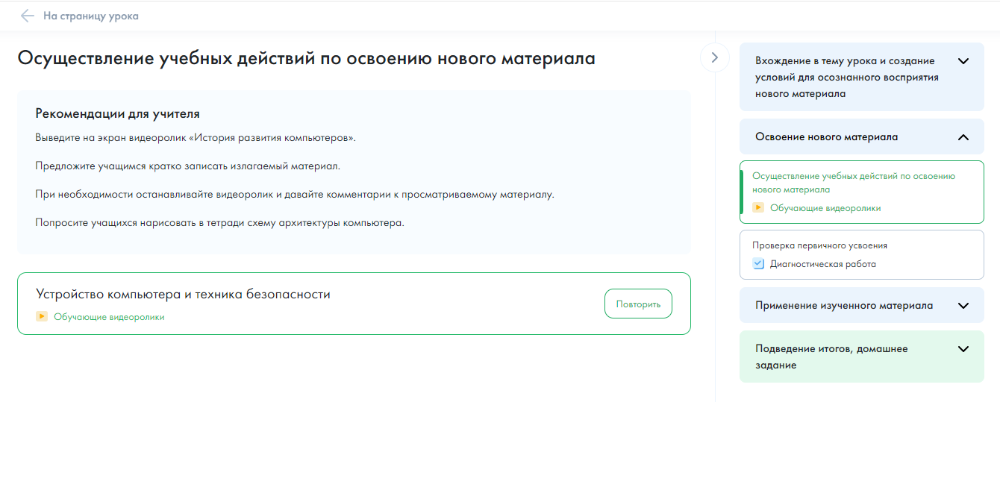 На страницу урока
Осуществление учебных действий по освоению нового материала
Рекомендации для учителя
Выведите на экран видеоролик «История развития компьютеров».
Предложите учащимся кратко записать излагаемый материал.
При необходимости останавливайте видеоролик и давайте комментарии к просматриваемому материалу.
Попросите учащихся нарисовать в тетради схему архитектуры компьютера.
Устройство компьютера и техника безопасности
Обучающие видеоролики
Повторить
Вхождение в тему урока и создание
условий для осознанного восприятия
нового материала
Освоение нового материала
Осуществление учебных действий по освоению
нового материала
Обучающие видеоролики
Проверка первичного усвоения
Диагностическая работа
Применение изученного материала
Подведение итогов, домашнее
задание